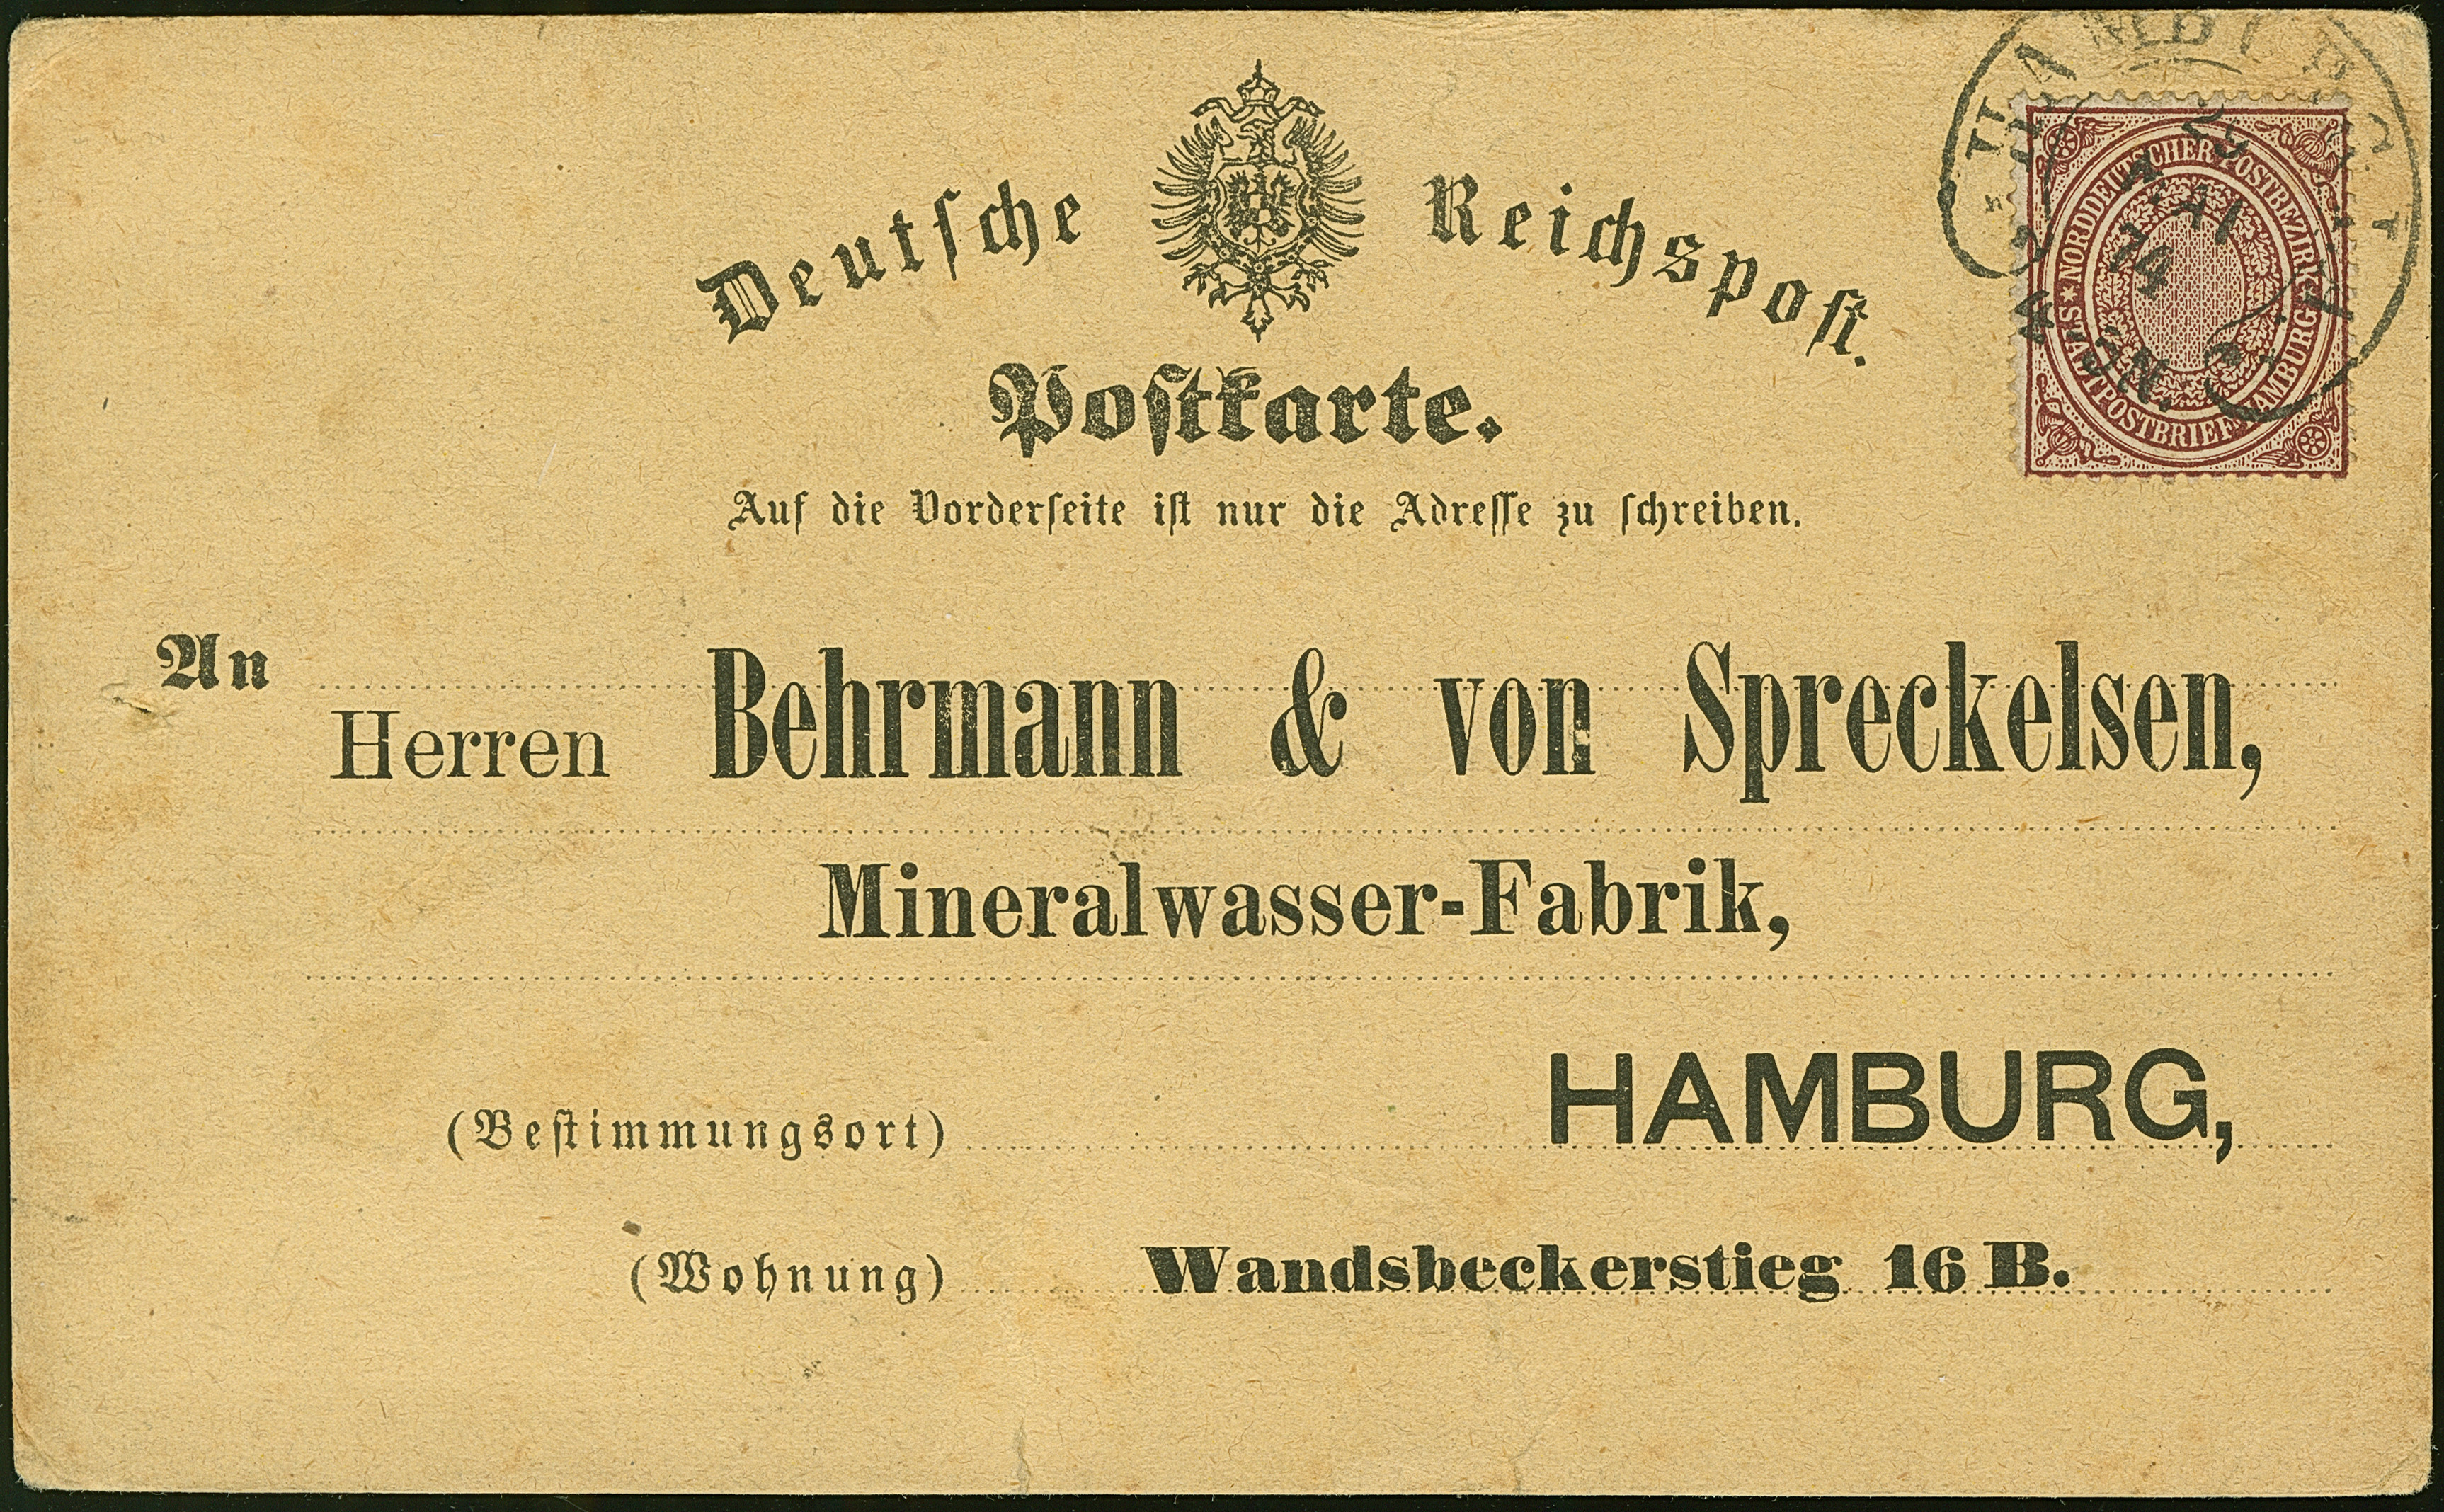 Deutsche Reichspost.
Postkarte.
Auf die Vorderseite ist nur die Adresse zu schreiben.
HAMBURG
NORDDEUTSCHER POSTBEZIRK
STADTPOSTBRIEF HAMBURG
An
Herren Behrmann & von Spreckelsen,
Mineralwasser-Fabrik,
(Bestimmungsort) HAMBURG,
(Wohnung) Wandsbeckerstieg 16 B.